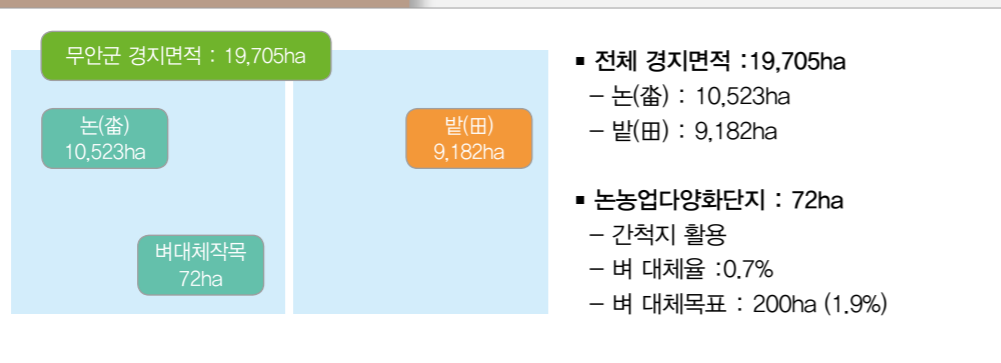 무안군 경지면적 : 19,705ha
논(畓)
10,523ha
밭(田)
9,182ha
벼대체작목
72ha
▪ 전체 경지면적 :19,705ha
– 논(畓) : 10,523ha
– 밭(田) : 9,182ha
▪ 논농업다양화단지 : 72ha
– 간척지 활용
– 벼 대체율 :0.7%
– 벼 대체목표 : 200ha (1.9%)